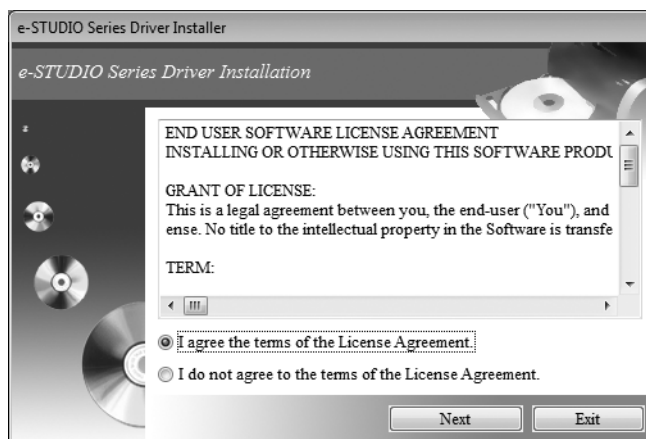 e-STUDIO Series Driver Installer
e-STUDIO Series Driver Installation
END USER SOFTWARE LICENSE AGREEMENT
INSTALLING OR OTHERWISE USING THIS SOFTWARE PRODU
GRANT OF LICENSE:
This is a legal agreement between you, the end-user ("You"), and
ense. No title to the intellectual property in the Software is transfe
TERM:
I agree the terms of the License Agreement.
I do not agree to the terms of the License Agreement.
Next
Exit